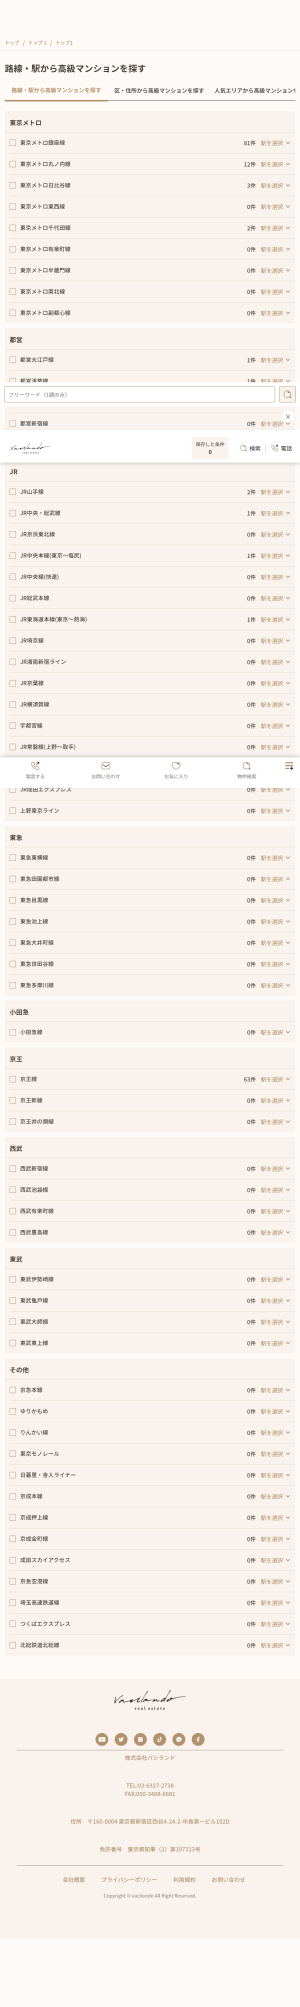 トップ / トップ1 / トップ2
路線・駅から高級マンションを探す
路線・駅から高級マンションを探す 区・住所から高級マンションを探す 人気エリアから高級マンション
東京メトロ
東京メトロ銀座線 81件 駅を選択
東京メトロ丸ノ内線 12件 駅を選択
東京メトロ日比谷線 3件 駅を選択
東京メトロ東西線 0件 駅を選択
東京メトロ千代田線 2件 駅を選択
東京メトロ有楽町線 0件 駅を選択
東京メトロ半蔵門線 0件 駅を選択
東京メトロ南北線 0件 駅を選択
東京メトロ副都心線 0件 駅を選択
都営
都営大江戸線 1件 駅を選択
都営浅草線 1件 駅を選択
フリーワード（1語のみ）
都営新宿線 0件 駅を選択
vacilando
real estate
保存した条件
0
検索 電話
JR
JR山手線 2件 駅を選択
JR中央・総武線 1件 駅を選択
JR京浜東北線 0件 駅を選択
JR中央本線(東京～塩尻) 1件 駅を選択
JR中央線(快速) 0件 駅を選択
JR総武本線 0件 駅を選択
JR東海道本線(東京～熱海) 1件 駅を選択
JR埼京線 0件 駅を選択
JR湘南新宿ライン 0件 駅を選択
JR京葉線 0件 駅を選択
JR横須賀線 0件 駅を選択
宇都宮線 0件 駅を選択
JR常磐線(上野～取手) 0件 駅を選択
電話する お問い合わせ お気に入り 物件検索
JR成田エクスプレス 0件 駅を選択
上野東京ライン 0件 駅を選択
東急
東急東横線 0件 駅を選択
東急田園都市線 0件 駅を選択
東急目黒線 0件 駅を選択
東急池上線 0件 駅を選択
東急大井町線 0件 駅を選択
東急世田谷線 0件 駅を選択
東急多摩川線 0件 駅を選択
小田急
小田急線 0件 駅を選択
京王
京王線 63件 駅を選択
京王新線 0件 駅を選択
京王井の頭線 0件 駅を選択
西武
西武新宿線 0件 駅を選択
西武池袋線 0件 駅を選択
西武有楽町線 0件 駅を選択
西武豊島線 0件 駅を選択
東武
東武伊勢崎線 0件 駅を選択
東武亀戸線 0件 駅を選択
東武大師線 0件 駅を選択
東武東上線 0件 駅を選択
その他
京急本線 0件 駅を選択
ゆりかもめ 0件 駅を選択
りんかい線 0件 駅を選択
東京モノレール 0件 駅を選択
日暮里・舎人ライナー 0件 駅を選択
京成本線 0件 駅を選択
京成押上線 0件 駅を選択
京成金町線 0件 駅を選択
成田スカイアクセス 0件 駅を選択
京急空港線 0件 駅を選択
埼玉高速鉄道線 0件 駅を選択
つくばエクスプレス 0件 駅を選択
北総鉄道北総線 0件 駅を選択
vacilando
real estate
株式会社バシランド
TEL:03-6327-2738
FAX:050-3488-6681
住所 〒160-0004 東京都新宿区四谷4-24-2 中島第一ビル102D
免許番号 東京都知事（1）第107313号
会社概要 プライバシーポリシー 利用規約 お問い合わせ
Copyright © vacilando All Right Reserved.